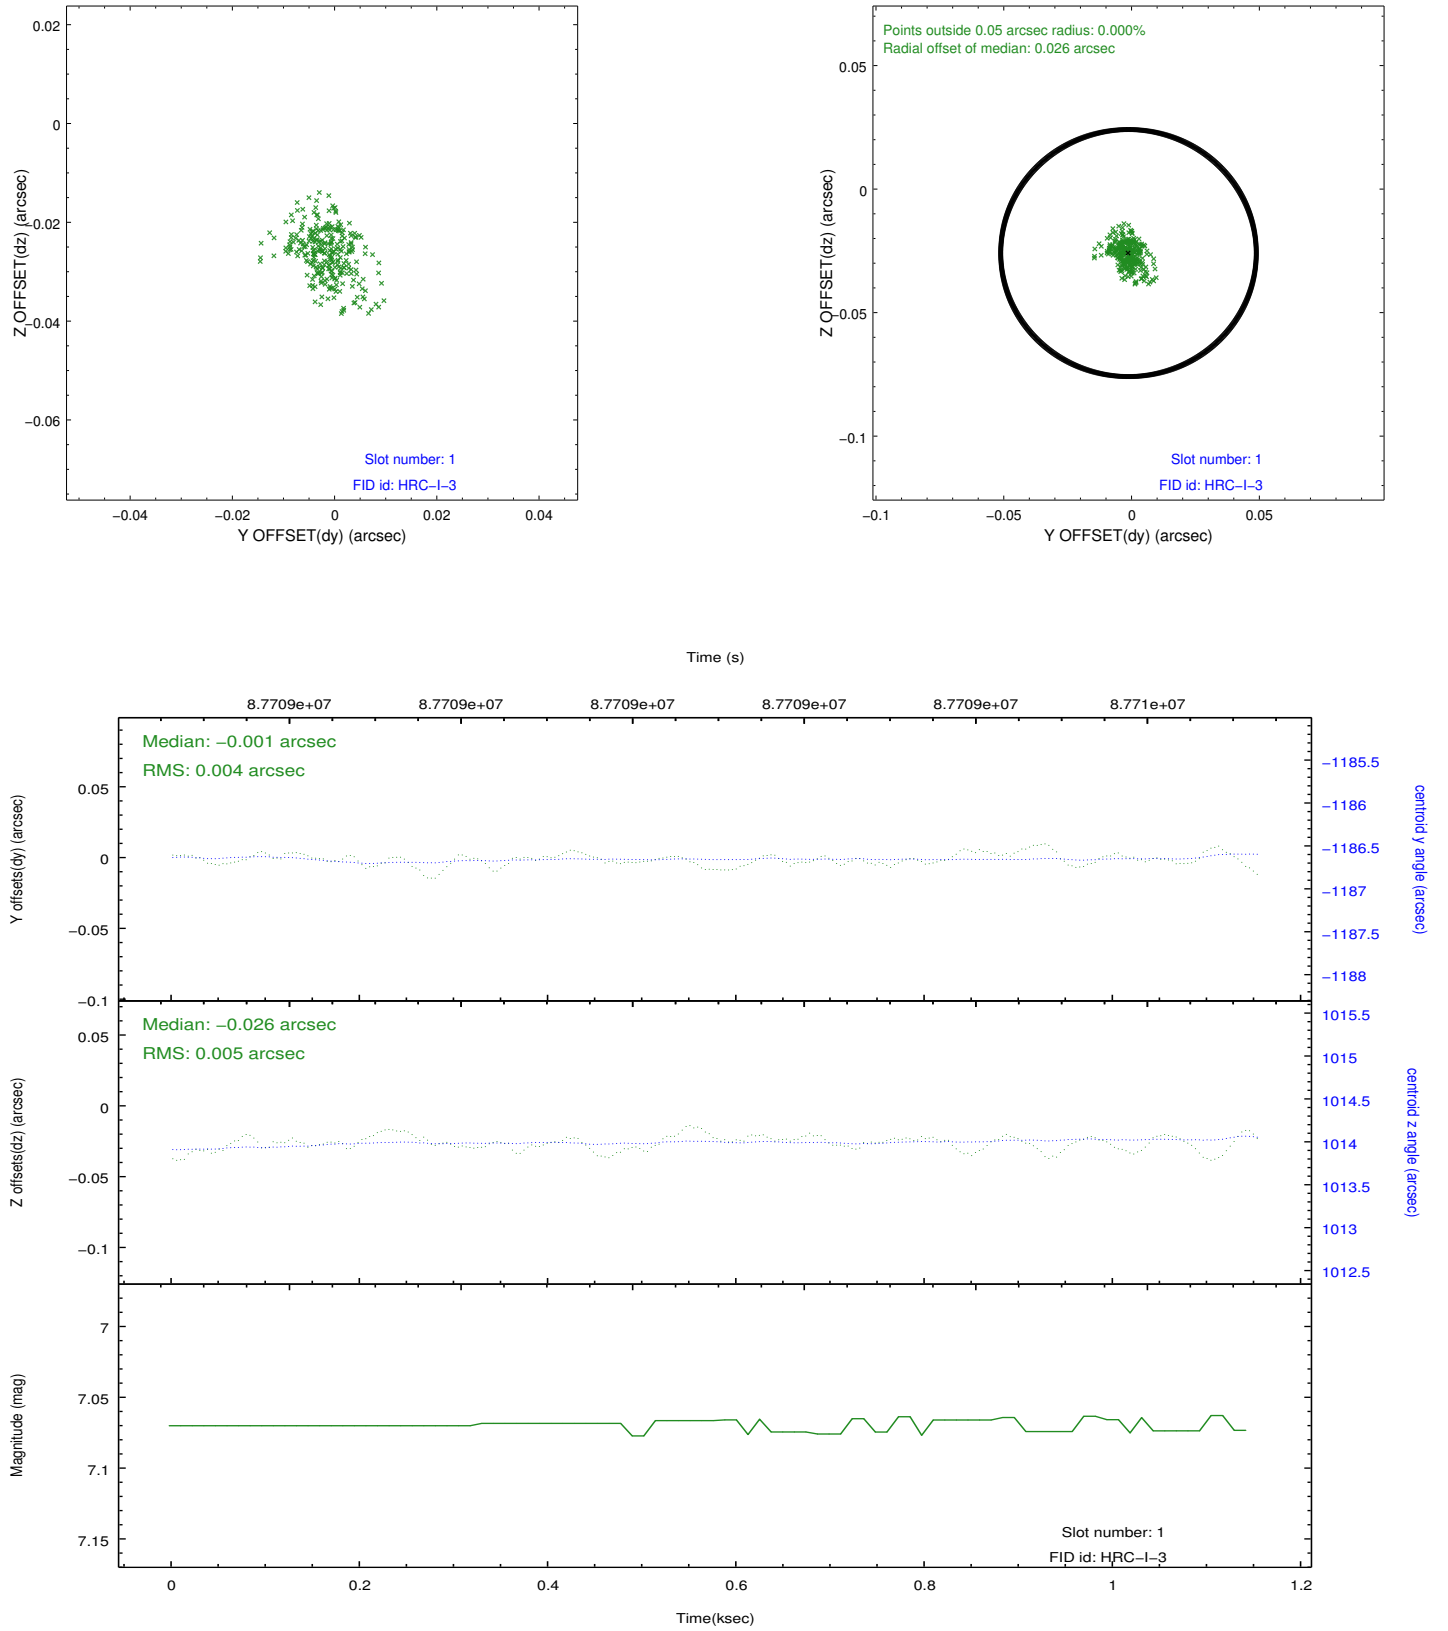 0.02
0
−0.02
−0.04
−0.06
Z OFFSET(dz) (arcsec)
Slot number: 1
FID id: HRC−I−3
−0.04 −0.02 0 0.02 0.04
Y OFFSET(dy) (arcsec)
Points outside 0.05 arcsec radius: 0.000%
Radial offset of median: 0.026 arcsec
0.05
0
−0.05
−0.1
Z OFFSET(dz) (arcsec)
Slot number: 1
FID id: HRC−I−3
−0.1 −0.05 0 0.05
Y OFFSET(dy) (arcsec)
Time (s)
8.7709e+07 8.7709e+07 8.7709e+07 8.7709e+07 8.7709e+07 8.771e+07
Median: −0.001 arcsec
RMS: 0.004 arcsec
0.05
0
−0.05
−0.1
Y offsets(dy) (arcsec)
−1185.5
−1186
−1186.5
−1187
−1187.5
−1188
centroid y angle (arcsec)
Median: −0.026 arcsec
RMS: 0.005 arcsec
0.05
0
−0.05
−0.1
Z offsets(dz) (arcsec)
1015.5
1015
1014.5
1014
1013.5
1013
1012.5
centroid z angle (arcsec)
7
7.05
7.1
7.15
Magnitude (mag)
Slot number: 1
FID id: HRC−I−3
0 0.2 0.4 0.6 0.8 1 1.2
Time(ksec)